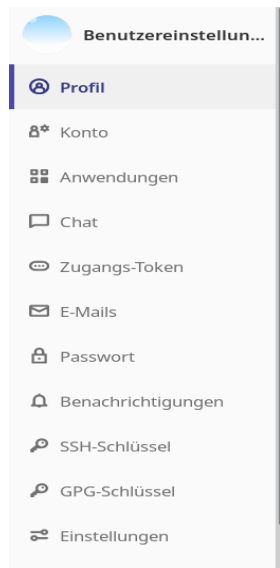 Benutzereinstellun...
Profil
Konto
Anwendungen
Chat
Zugangs-Token
E-Mails
Passwort
Benachrichtigungen
SSH-Schlüssel
GPG-Schlüssel
Einstellungen